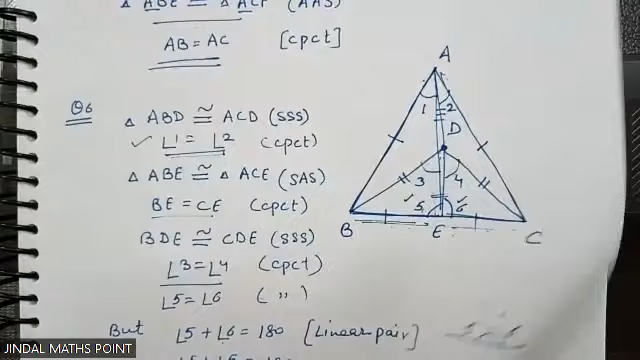 △ ABE ≅ △ ACF (AAS)
AB = AC [cpct]
Q6
△ ABD ≅ ACD (SSS)
✓ ∠1 = ∠2 (cpct)
△ ABE ≅ △ ACE (SAS)
BE = CE (cpct)
BDE ≅ CDE (SSS)
∠3 = ∠4 (cpct)
∠5 = ∠6 ( " )
But ∠5 + ∠6 = 180 [Linear pair]
A
1 2
D
3 4
5 6
B E C
JINDAL MATHS POINT